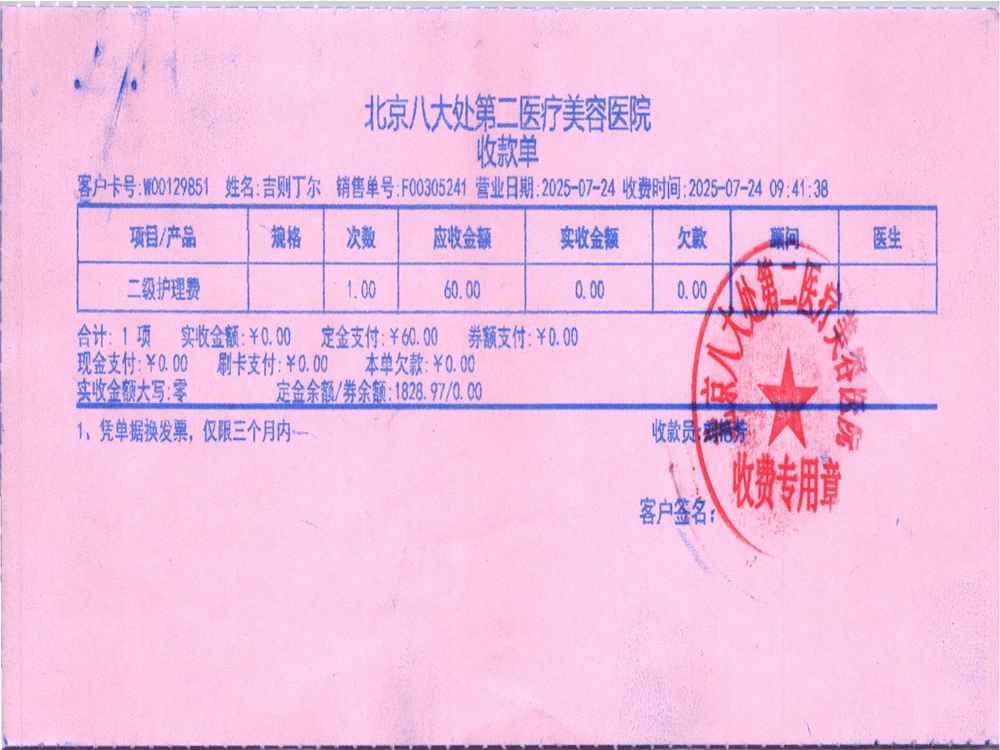 北京八大处第二医疗美容医院
收款单
客户卡号:W00129851 姓名:吉则丁尔 销售单号:F00305241 营业日期:2025-07-24 收费时间:2025-07-24 09:41:38
项目/产品 规格 次数 应收金额 实收金额 欠款 顾问 医生
二级护理费 1.00 60.00 0.00 0.00
合计: 1 项 实收金额:￥0.00 定金支付:￥60.00 券额支付:￥0.00
现金支付:￥0.00 刷卡支付:￥0.00 本单欠款:￥0.00
实收金额大写:零 定金余额/券余额:1828.97/0.00
1、凭单据换发票，仅限三个月内
收款员:
客户签名:
北京八大处第二医疗美容医院
收费专用章